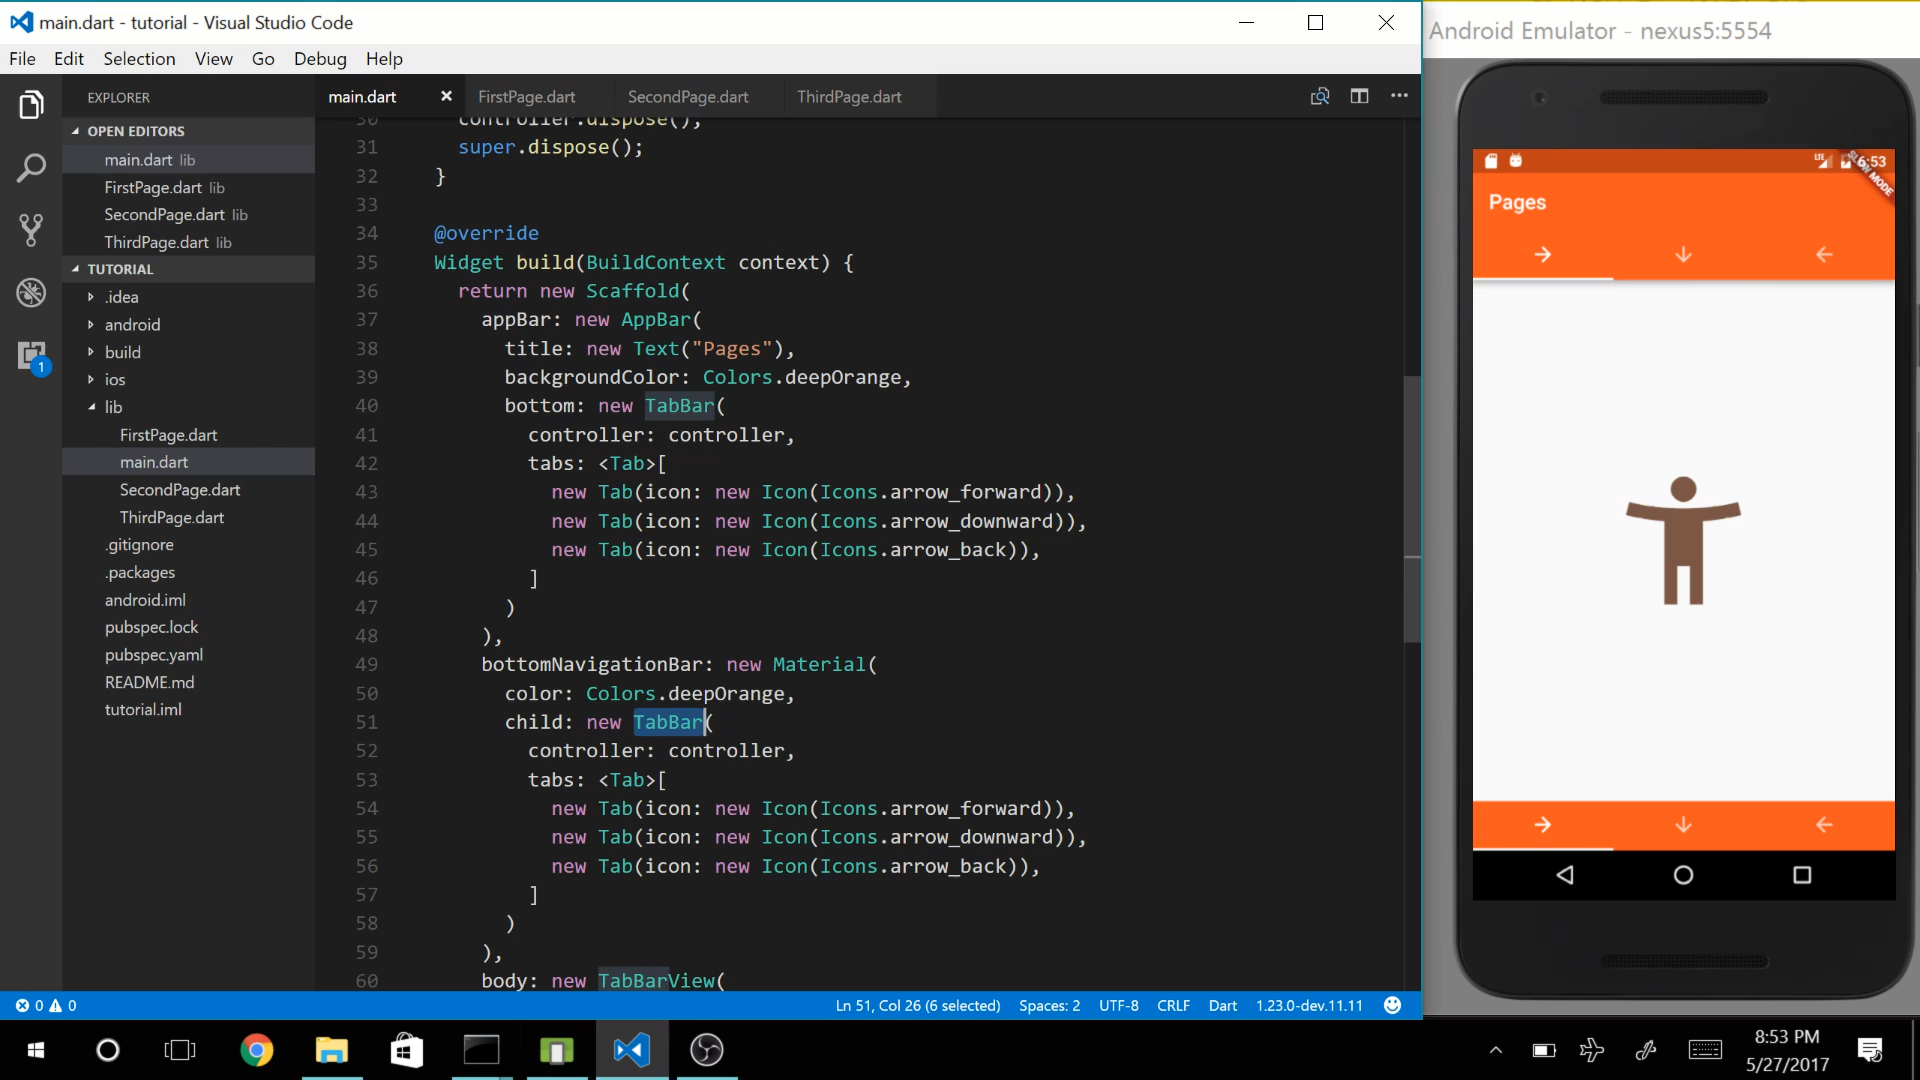 main.dart - tutorial - Visual Studio Code
File Edit Selection View Go Debug Help
EXPLORER
OPEN EDITORS
main.dart lib
FirstPage.dart lib
SecondPage.dart lib
ThirdPage.dart lib
TUTORIAL
.idea
android
build
ios
lib
FirstPage.dart
main.dart
SecondPage.dart
ThirdPage.dart
.gitignore
.packages
android.iml
pubspec.lock
pubspec.yaml
README.md
tutorial.iml
1
main.dart FirstPage.dart SecondPage.dart ThirdPage.dart
30 controller.dispose();
31 super.dispose();
32 }
33
34 @override
35 Widget build(BuildContext context) {
36 return new Scaffold(
37 appBar: new AppBar(
38 title: new Text("Pages"),
39 backgroundColor: Colors.deepOrange,
40 bottom: new TabBar(
41 controller: controller,
42 tabs: <Tab>[
43 new Tab(icon: new Icon(Icons.arrow_forward)),
44 new Tab(icon: new Icon(Icons.arrow_downward)),
45 new Tab(icon: new Icon(Icons.arrow_back)),
46 ]
47 )
48 ),
49 bottomNavigationBar: new Material(
50 color: Colors.deepOrange,
51 child: new TabBar(
52 controller: controller,
53 tabs: <Tab>[
54 new Tab(icon: new Icon(Icons.arrow_forward)),
55 new Tab(icon: new Icon(Icons.arrow_downward)),
56 new Tab(icon: new Icon(Icons.arrow_back)),
57 ]
58 )
59 ),
60 body: new TabBarView(
0 0 Ln 51, Col 26 (6 selected) Spaces: 2 UTF-8 CRLF Dart 1.23.0-dev.11.11
Android Emulator - nexus5:5554
LTE 6:53
SLOW MODE
Pages
8:53 PM
5/27/2017